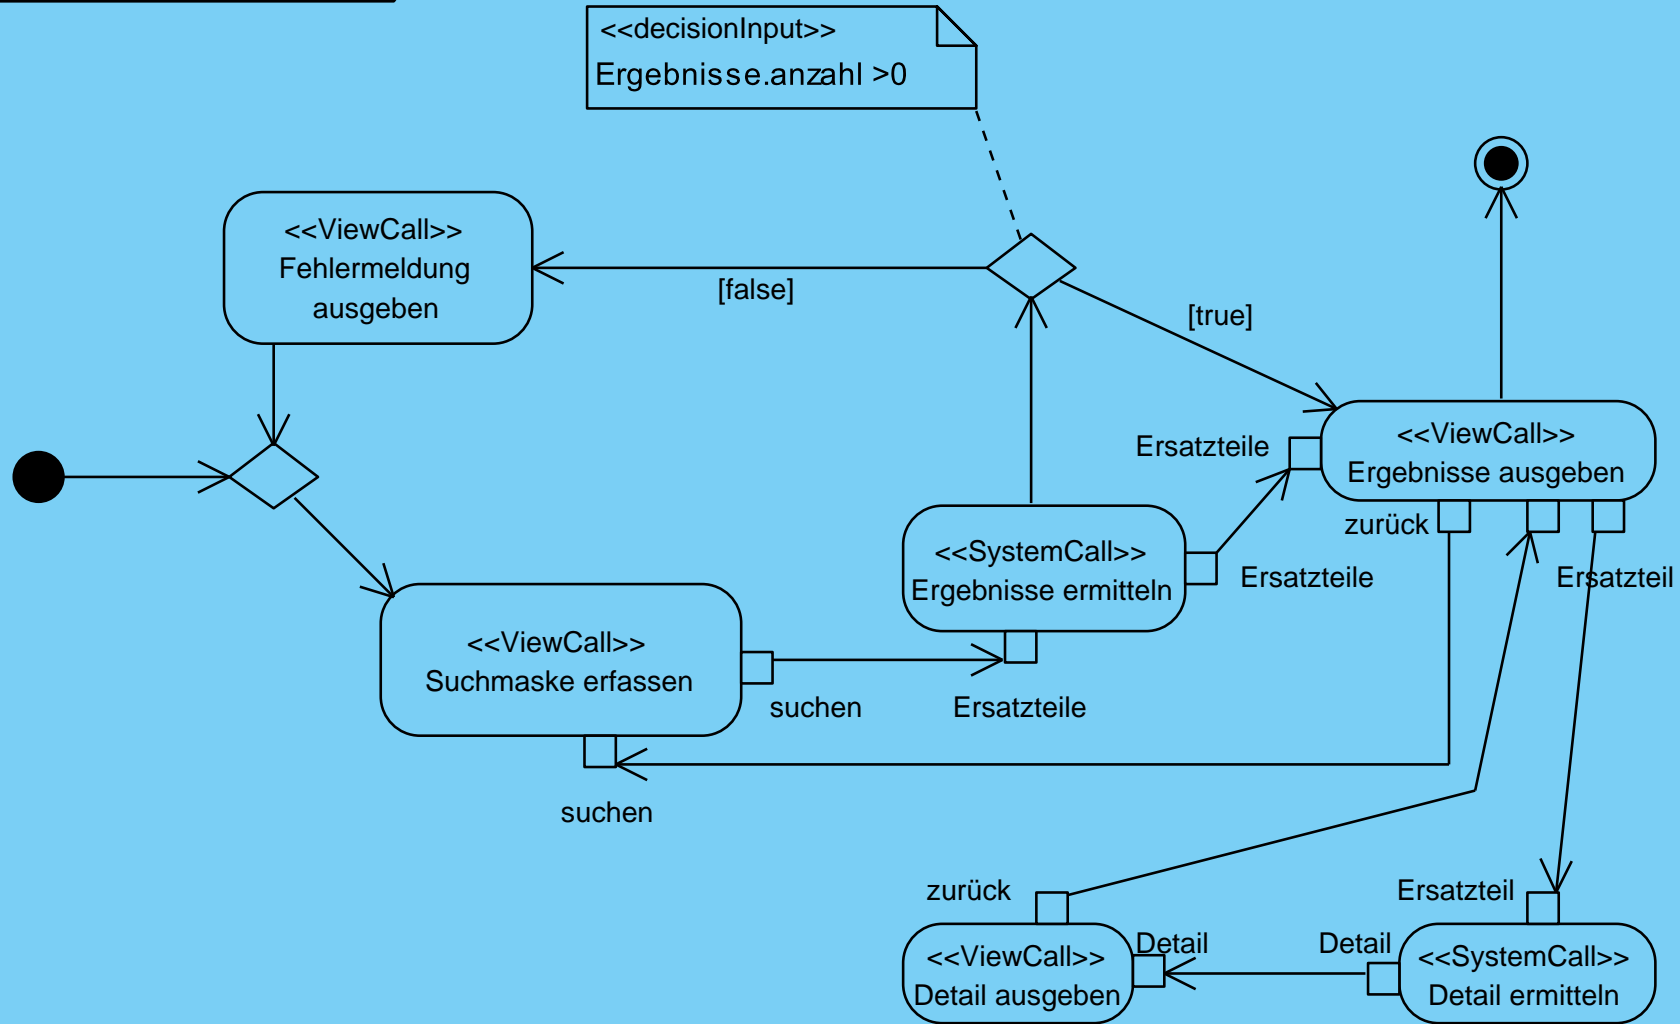 <<decisionInput>>
Ergebnisse.anzahl >0
<<ViewCall>>
Fehlermeldung
ausgeben
[false]
[true]
<<ViewCall>>
Ergebnisse ausgeben
Ersatzteile
zurück
Ersatzteil
<<SystemCall>>
Ergebnisse ermitteln
Ersatzteile
<<ViewCall>>
Suchmaske erfassen
suchen
Ersatzteile
suchen
zurück
Ersatzteil
<<ViewCall>>
Detail ausgeben
Detail
Detail
<<SystemCall>>
Detail ermitteln